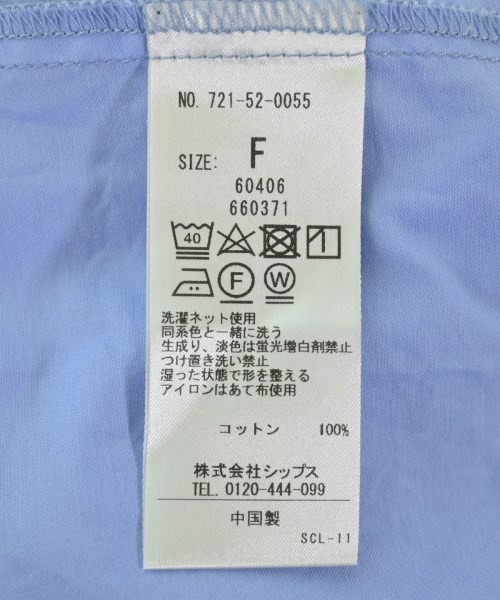 NO. 721-52-0055
SIZE: F
60406
660371
40
F W
洗濯ネット使用
同系色と一緒に洗う
生成り、淡色は蛍光増白剤禁止
つけ置き洗い禁止
湿った状態で形を整える
アイロンはあて布使用
コットン 100%
株式会社シップス
TEL. 0120-444-099
中国製
SCL-11